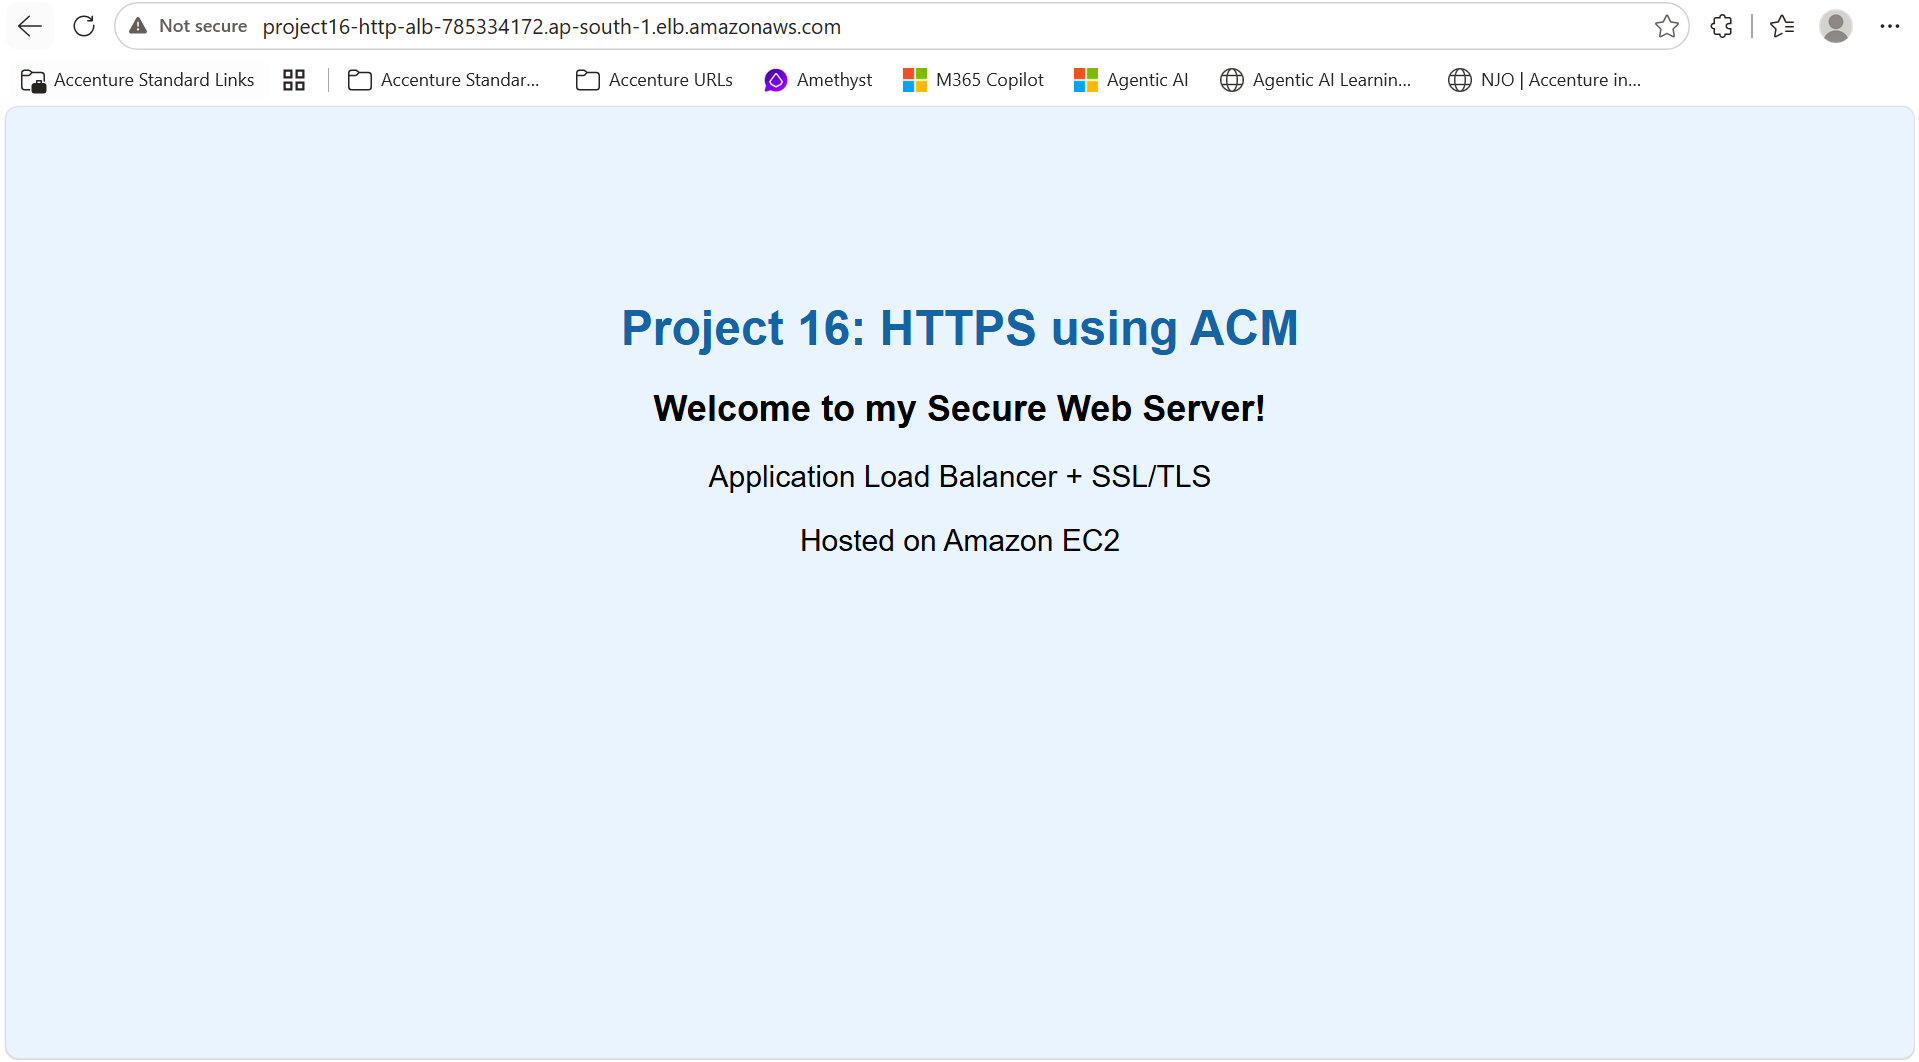 Not secure project16-http-alb-785334172.ap-south-1.elb.amazonaws.com
Accenture Standard Links Accenture Standar... Accenture URLs Amethyst M365 Copilot Agentic AI Agentic AI Learnin... NJO | Accenture in...
Project 16: HTTPS using ACM
Welcome to my Secure Web Server!
Application Load Balancer + SSL/TLS
Hosted on Amazon EC2